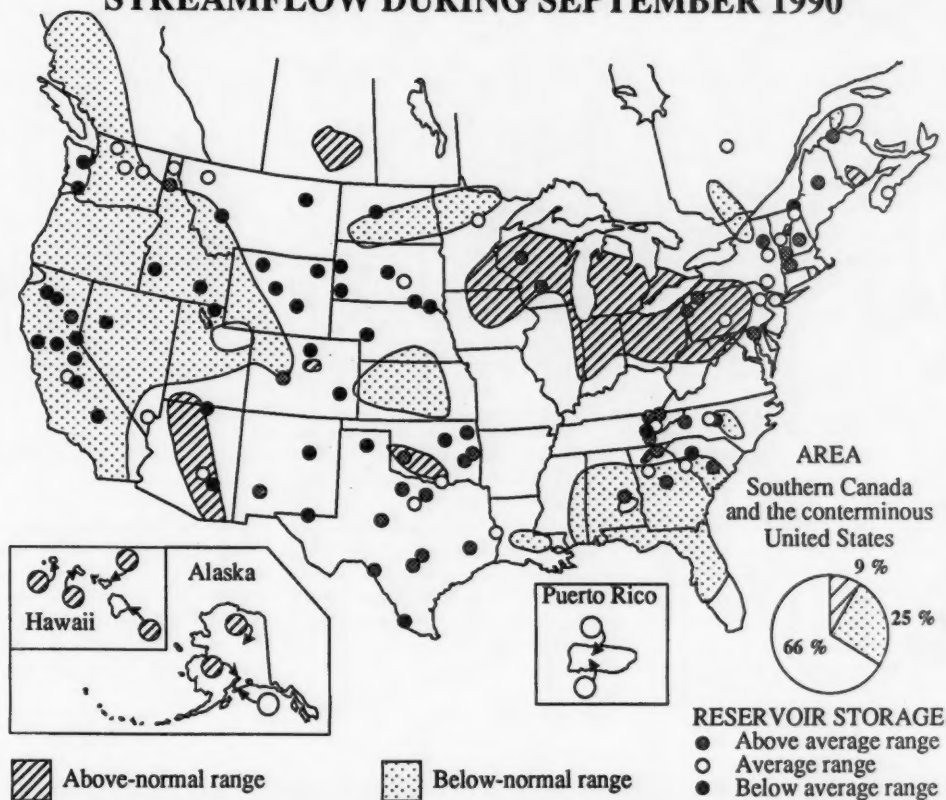 STREAMFLOW DURING SEPTEMBER 1990
AREA
Southern Canada
and the conterminous
United States
9 %
25 %
66 %
Alaska
Hawaii
Puerto Rico
RESERVOIR STORAGE
Above average range
Average range
Below average range
Above-normal range
Below-normal range